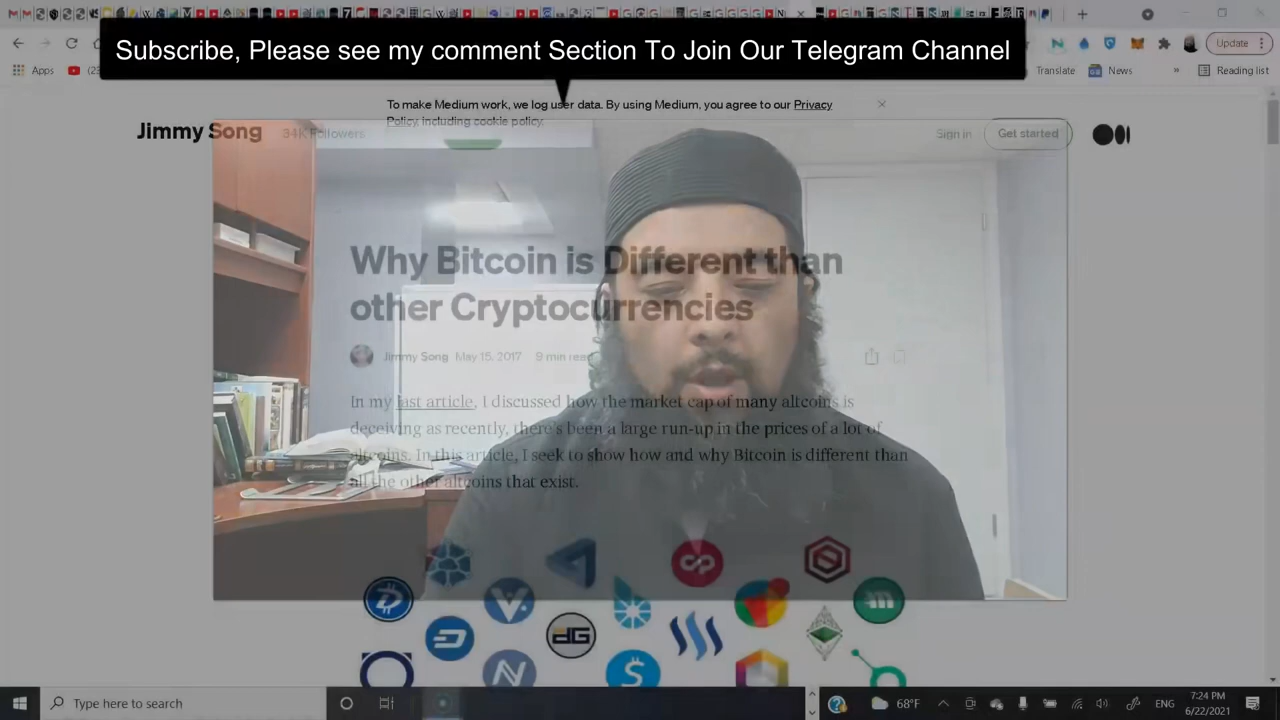 Subscribe, Please see my comment Section To Join Our Telegram Channel
Update
Apps
Translate
News
»
Reading list
To make Medium work, we log user data. By using Medium, you agree to our Privacy
Policy, including cookie policy.
Jimmy Song
34K Followers
Sign in
Get started
Why Bitcoin is Different than
other Cryptocurrencies
Jimmy Song May 15, 2017 9 min read
In my last article, I discussed how the market cap of many altcoins is
deceiving as recently, there's been a large run-up in the prices of a lot of
altcoins. In this article, I seek to show how and why Bitcoin is different than
all the other altcoins that exist.
Type here to search
68°F
ENG
7:24 PM
6/22/2021